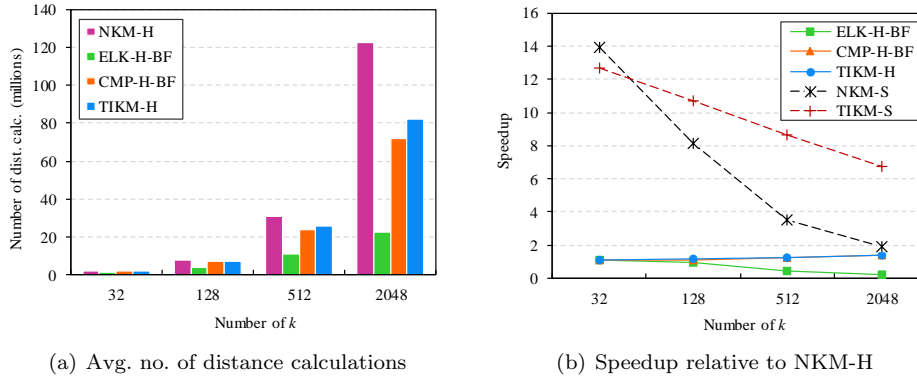 NKM-H
ELK-H-BF
CMP-H-BF
TIKM-H
Number of dist. calc. (millions)
140
120
100
80
60
40
20
0
32 128 512 2048
Number of k
(a) Avg. no. of distance calculations
ELK-H-BF
CMP-H-BF
TIKM-H
NKM-S
TIKM-S
Speedup
16
14
12
10
8
6
4
2
0
32 128 512 2048
Number of k
(b) Speedup relative to NKM-H